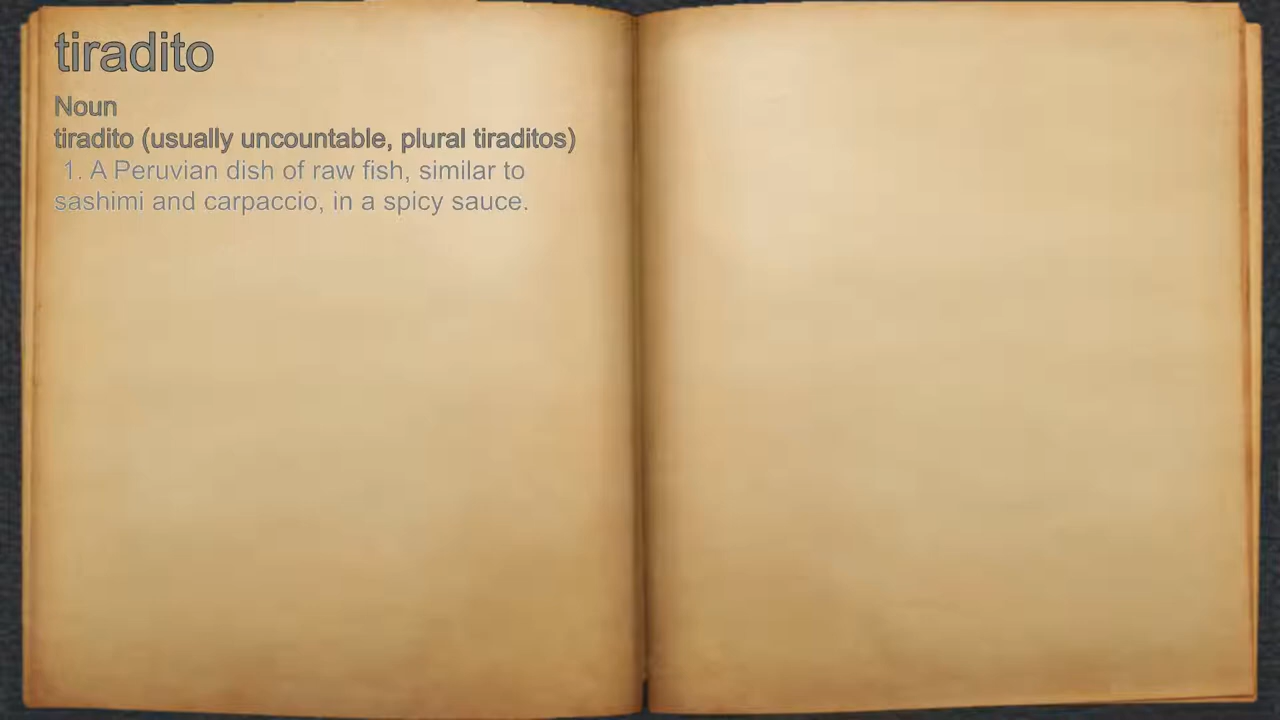 tiradito
Noun
tiradito (usually uncountable, plural tiraditos)
1. A Peruvian dish of raw fish, similar to
sashimi and carpaccio, in a spicy sauce.